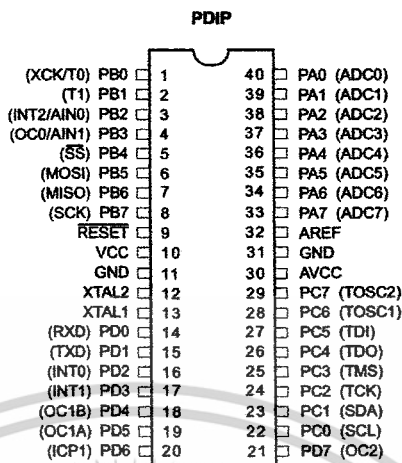 PDIP
(XCK/T0) PB0 1 40 PA0 (ADC0)
(T1) PB1 2 39 PA1 (ADC1)
(INT2/AIN0) PB2 3 38 PA2 (ADC2)
(OC0/AIN1) PB3 4 37 PA3 (ADC3)
(SS) PB4 5 36 PA4 (ADC4)
(MOSI) PB5 6 35 PA5 (ADC5)
(MISO) PB6 7 34 PA6 (ADC6)
(SCK) PB7 8 33 PA7 (ADC7)
RESET 9 32 AREF
VCC 10 31 GND
GND 11 30 AVCC
XTAL2 12 29 PC7 (TOSC2)
XTAL1 13 28 PC6 (TOSC1)
(RXD) PD0 14 27 PC5 (TDI)
(TXD) PD1 15 26 PC4 (TDO)
(INT0) PD2 16 25 PC3 (TMS)
(INT1) PD3 17 24 PC2 (TCK)
(OC1B) PD4 18 23 PC1 (SDA)
(OC1A) PD5 19 22 PC0 (SCL)
(ICP1) PD6 20 21 PD7 (OC2)